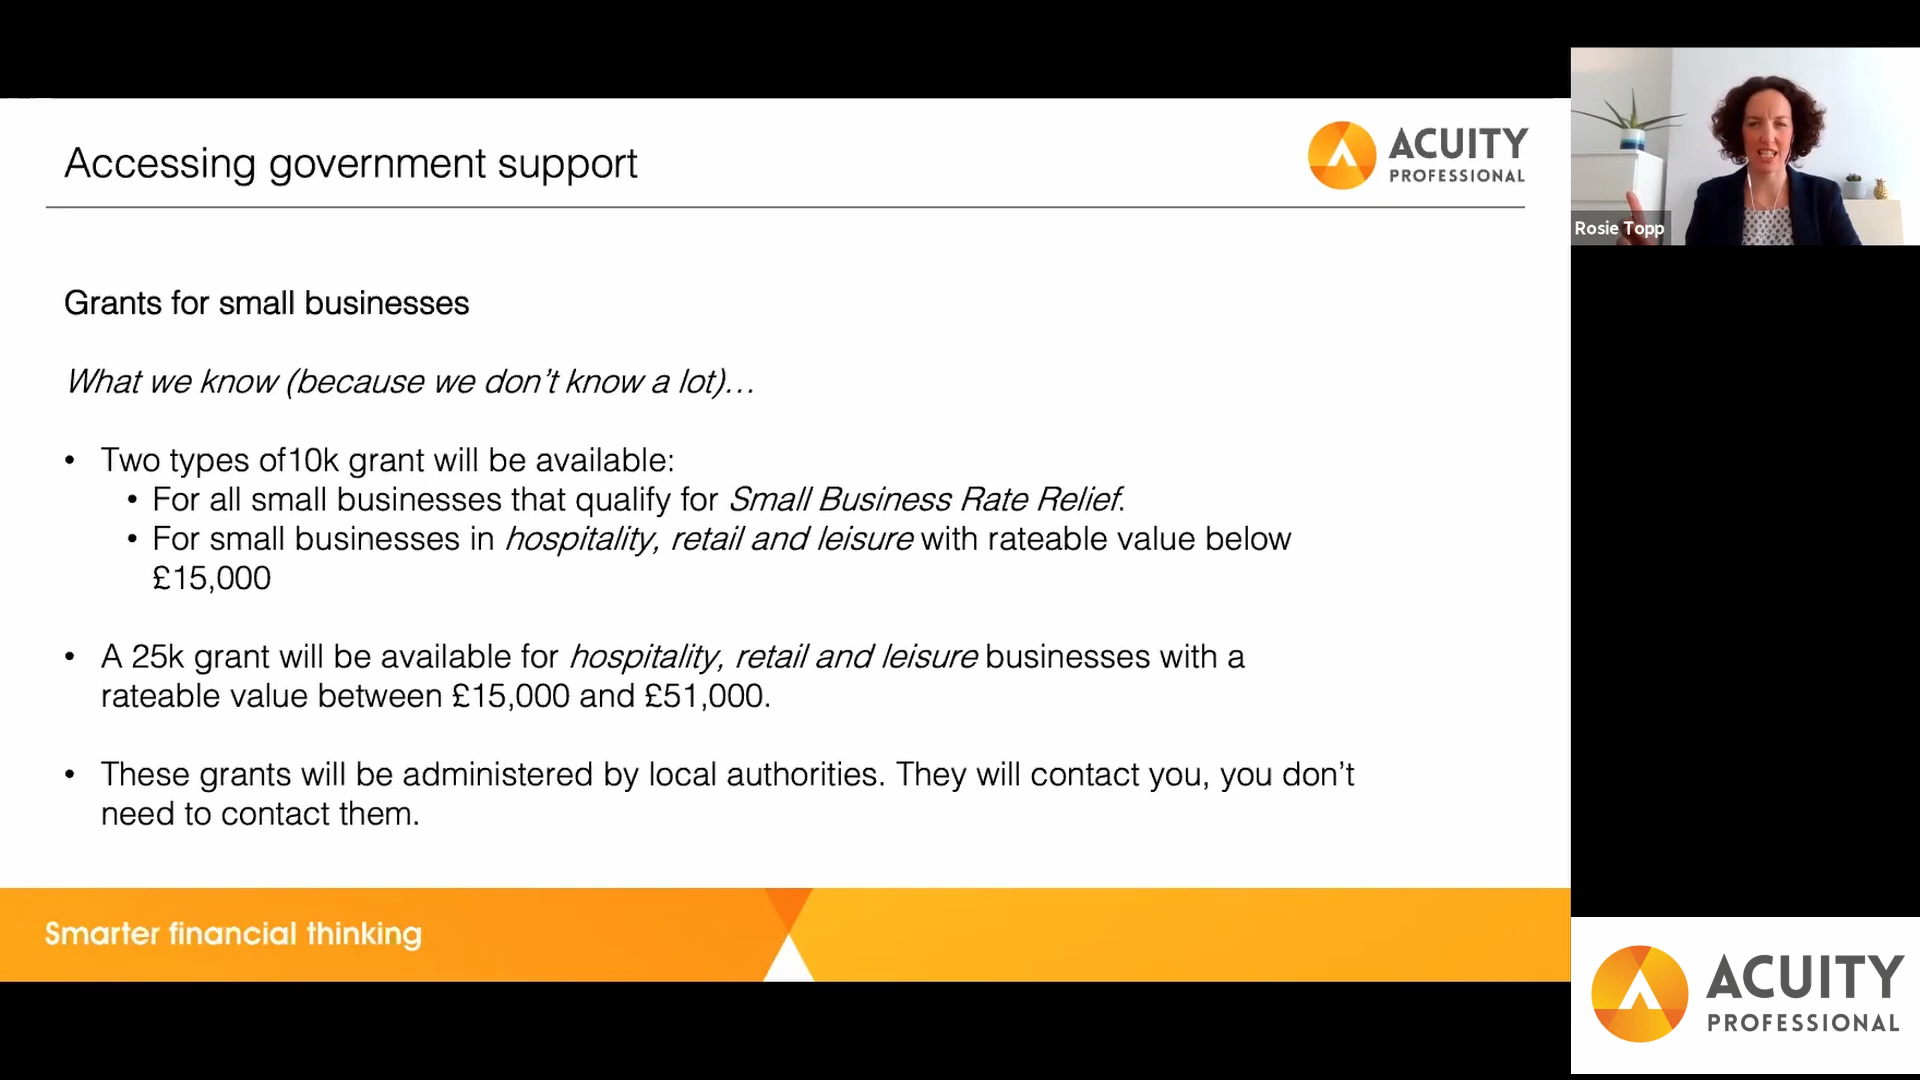 Accessing government support
ACUITY
PROFESSIONAL
Rosie Topp
Grants for small businesses
What we know (because we don’t know a lot)…
• Two types of10k grant will be available:
• For all small businesses that qualify for Small Business Rate Relief.
• For small businesses in hospitality, retail and leisure with rateable value below
£15,000
• A 25k grant will be available for hospitality, retail and leisure businesses with a
rateable value between £15,000 and £51,000.
• These grants will be administered by local authorities. They will contact you, you don’t
need to contact them.
Smarter financial thinking
ACUITY
PROFESSIONAL